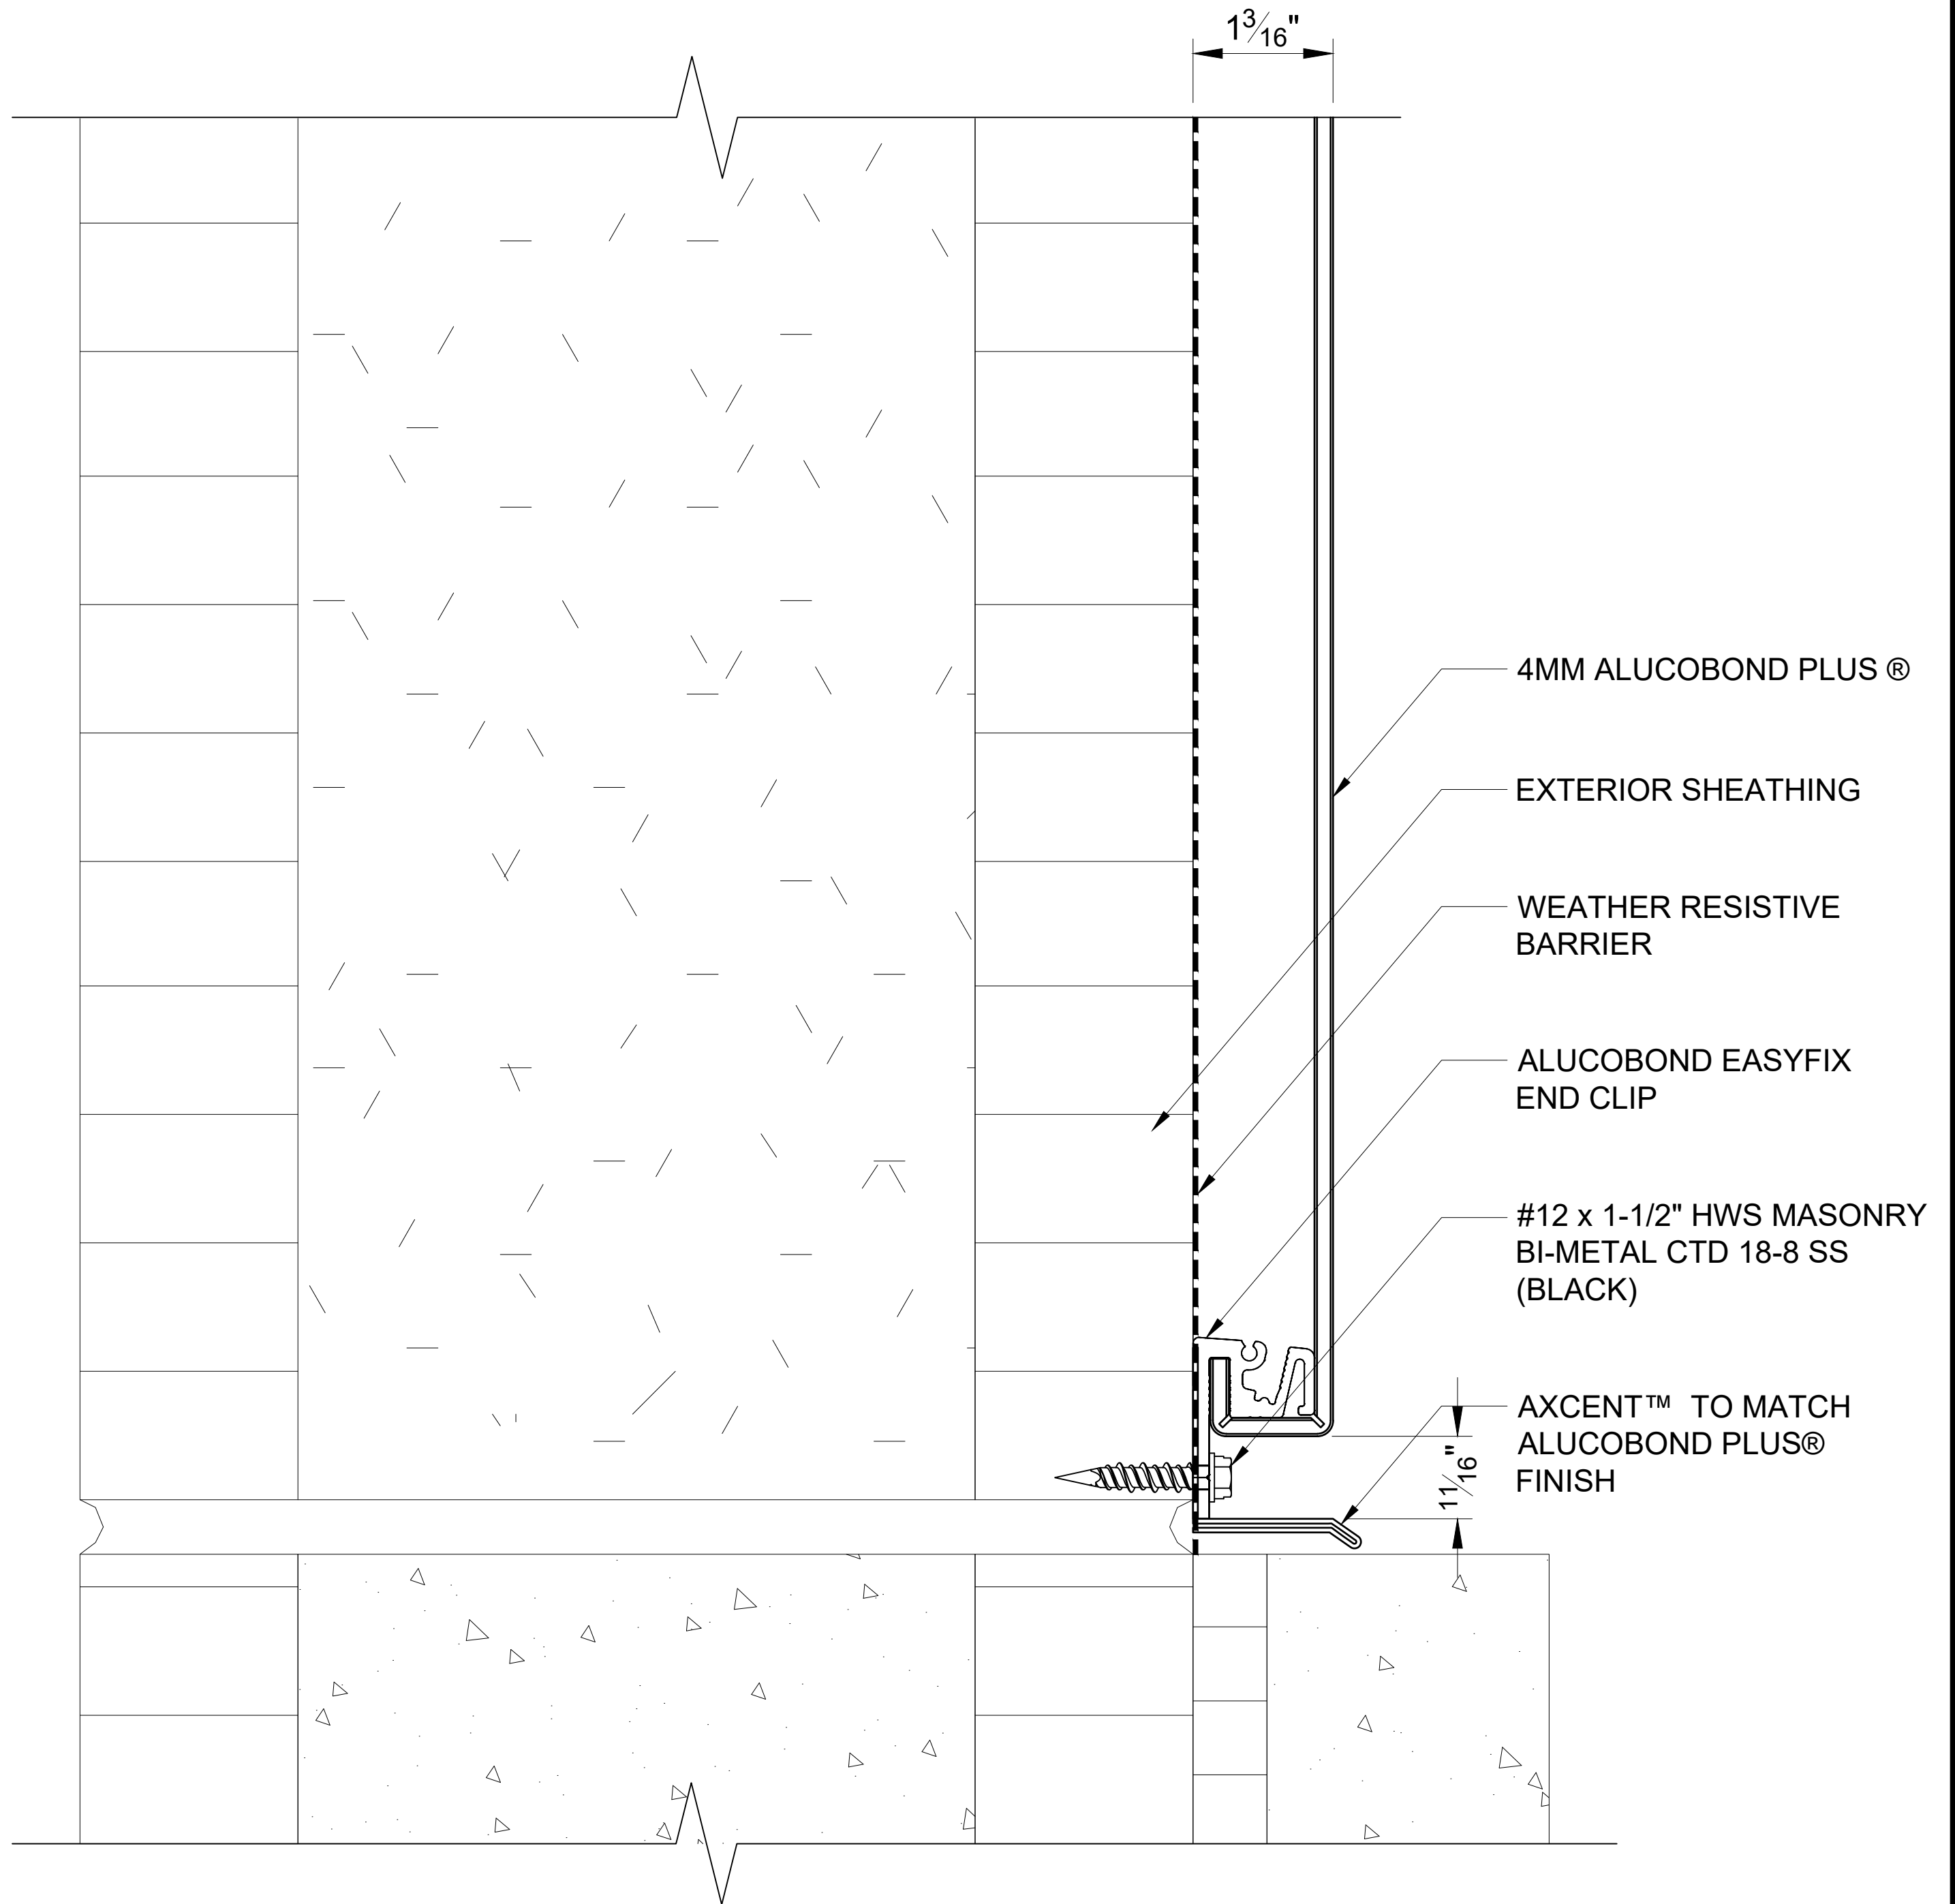 1 3/16"
4MM ALUCOBOND PLUS ®
EXTERIOR SHEATHING
WEATHER RESISTIVE
BARRIER
ALUCOBOND EASYFIX
END CLIP
#12 x 1-1/2" HWS MASONRY
BI-METAL CTD 18-8 SS
(BLACK)
AXCENT™ TO MATCH
ALUCOBOND PLUS®
FINISH
11/16"